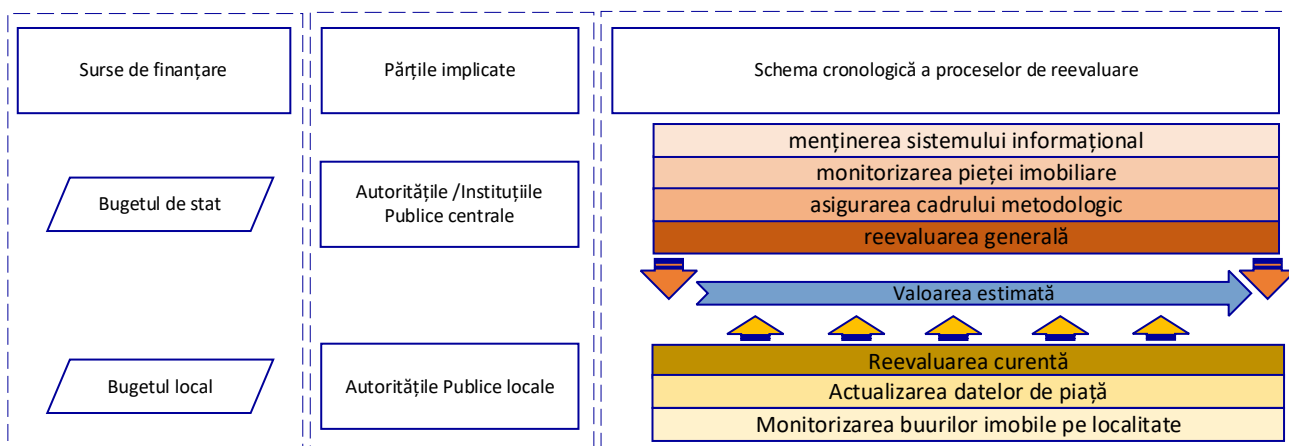 Surse de finanțare
Părțile implicate
Schema cronologică a proceselor de reevaluare
menținerea sistemului informațional
monitorizarea pieței imobiliare
asigurarea cadrului metodologic
reevaluarea generală
Bugetul de stat
Autoritățile /Instituțiile
Publice centrale
Valoarea estimată
Bugetul local
Autoritățile Publice locale
Reevaluarea curentă
Actualizarea datelor de piață
Monitorizarea buurilor imobile pe localitate